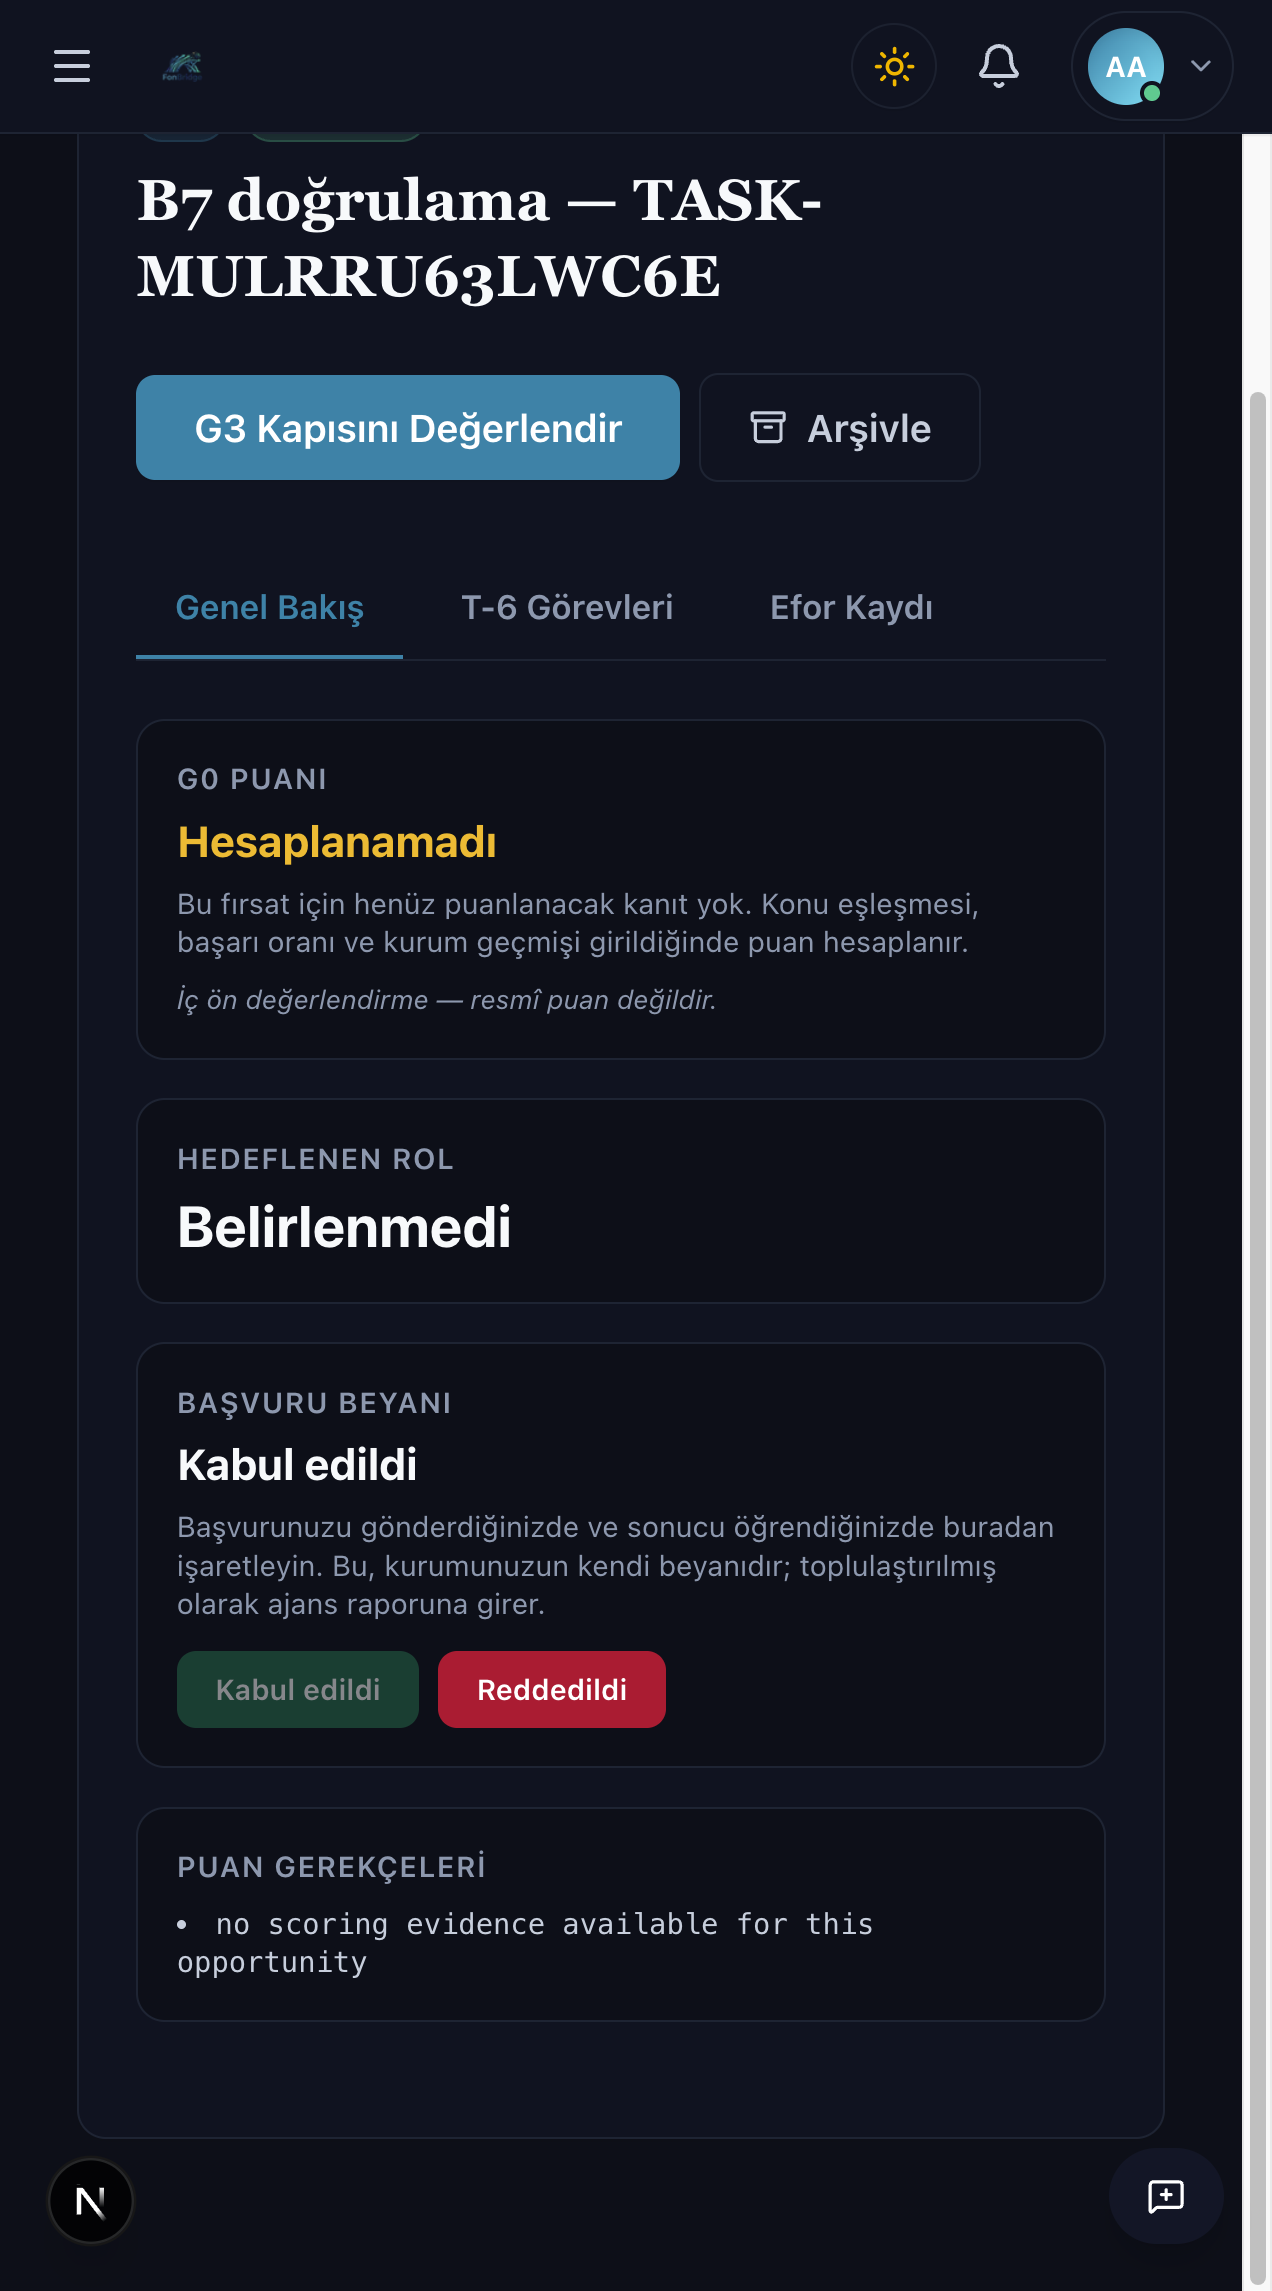 AA
B7 doğrulama — TASK-
MULRRU63LWC6E
G3 Kapısını Değerlendir
Arşivle
Genel Bakış
T-6 Görevleri
Efor Kaydı
G0 PUANI
Hesaplanamadı
Bu fırsat için henüz puanlanacak kanıt yok. Konu eşleşmesi,
başarı oranı ve kurum geçmişi girildiğinde puan hesaplanır.
İç ön değerlendirme — resmî puan değildir.
HEDEFLENEN ROL
Belirlenmedi
BAŞVURU BEYANI
Kabul edildi
Başvurunuzu gönderdiğinizde ve sonucu öğrendiğinizde buradan
işaretleyin. Bu, kurumunuzun kendi beyanıdır; toplulaştırılmış
olarak ajans raporuna girer.
Kabul edildi
Reddedildi
PUAN GEREKÇELERİ
• no scoring evidence available for this
opportunity
N